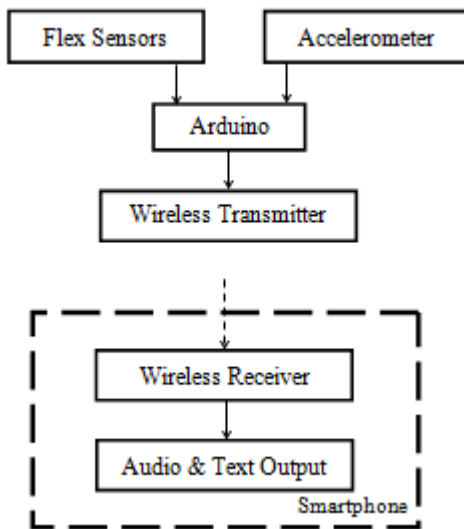 Flex Sensors
Accelerometer
Arduino
Wireless Transmitter
Wireless Receiver
Audio & Text Output
Smartphone